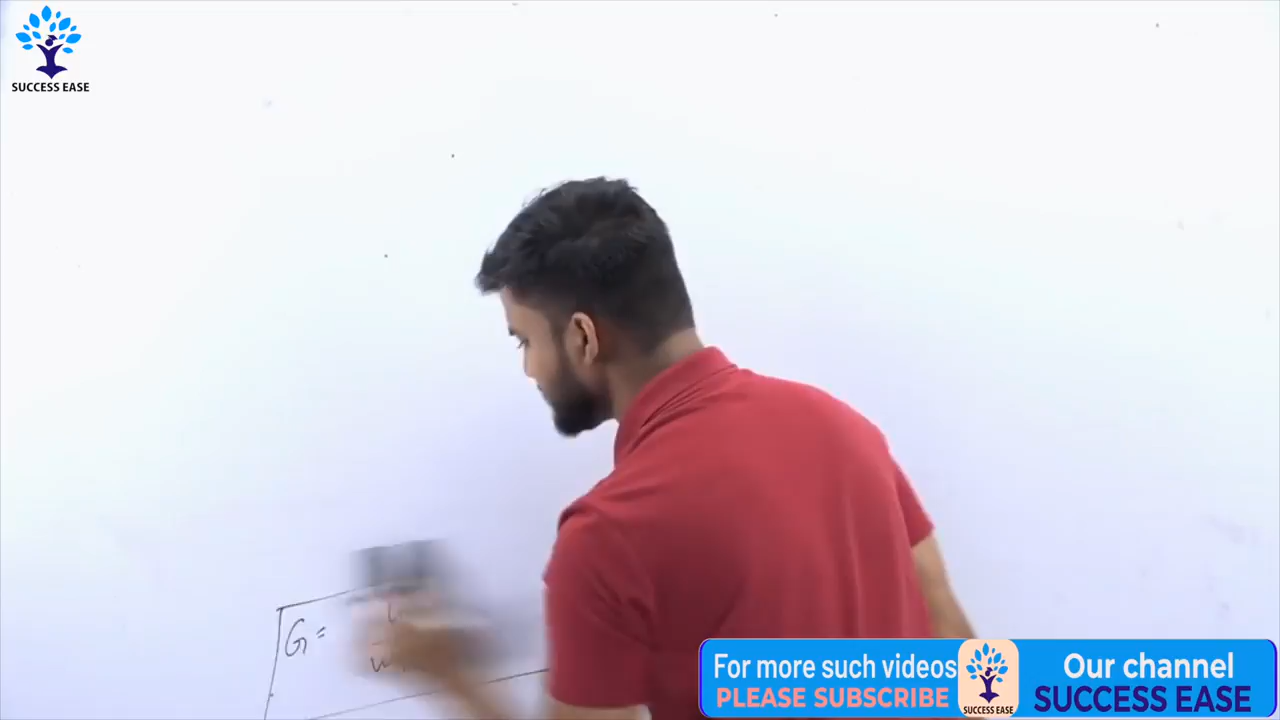 SUCCESS EASE
G =
For more such videos
PLEASE SUBSCRIBE
SUCCESS EASE
Our channel
SUCCESS EASE